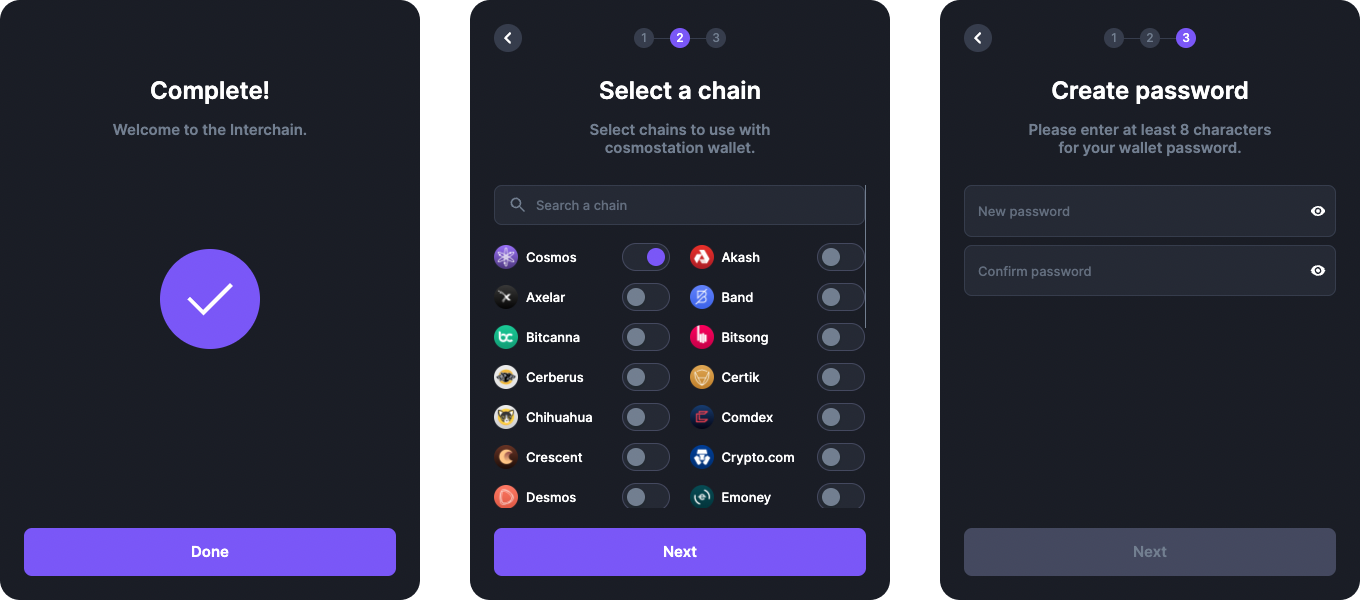 Complete!
Welcome to the Interchain.
Done
1 2 3
Select a chain
Select chains to use with
cosmostation wallet.
Search a chain
Cosmos Akash
Axelar Band
Bitcanna Bitsong
Cerberus Certik
Chihuahua Comdex
Crescent Crypto.com
Desmos Emoney
Next
1 2 3
Create password
Please enter at least 8 characters
for your wallet password.
New password
Confirm password
Next